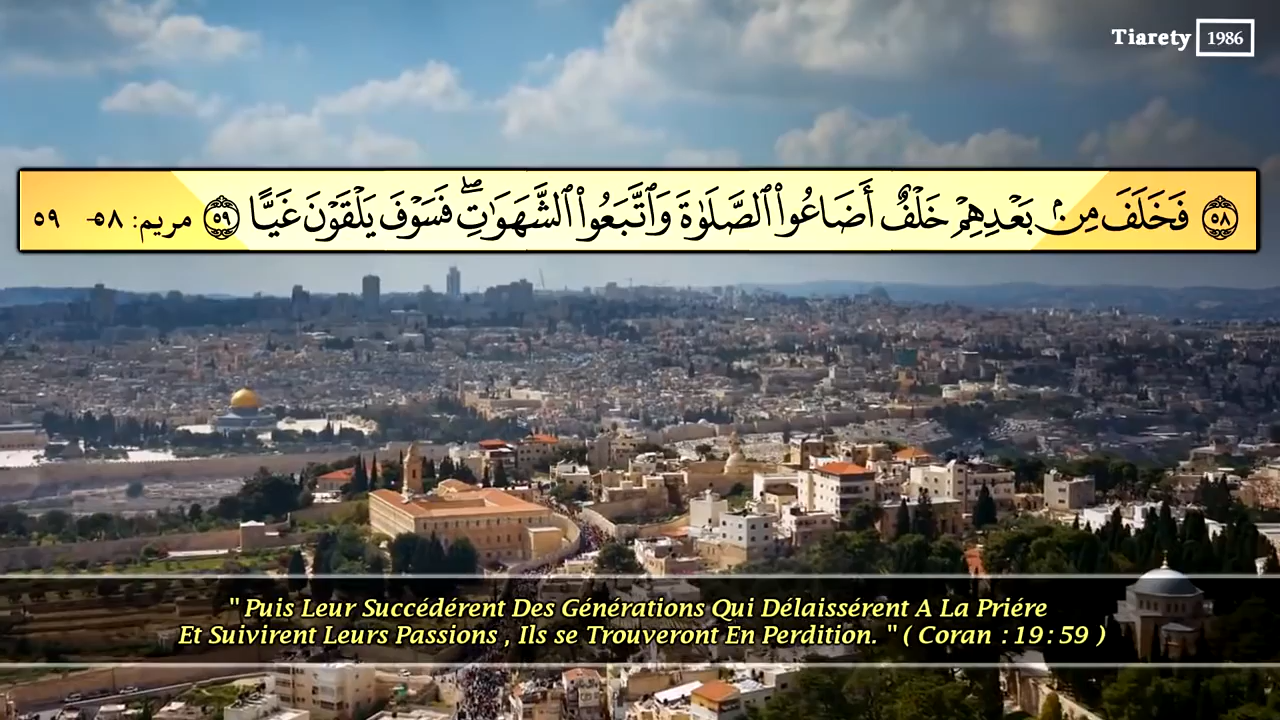 Tiarety 1986
۝٥٨ فَخَلَفَ مِنۢ بَعْدِهِمْ خَلْفٌ أَضَاعُوا۟ ٱلصَّلَوٰةَ وَٱتَّبَعُوا۟ ٱلشَّهَوَٰتِ ۖ فَسَوْفَ يَلْقَوْنَ غَيًّا ۝٥٩ مريم: ٥٨- ٥٩
" Puis Leur Succédérent Des Générations Qui Délaissérent A La Priére
Et Suivirent Leurs Passions , Ils se Trouveront En Perdition. " ( Coran : 19 : 59 )